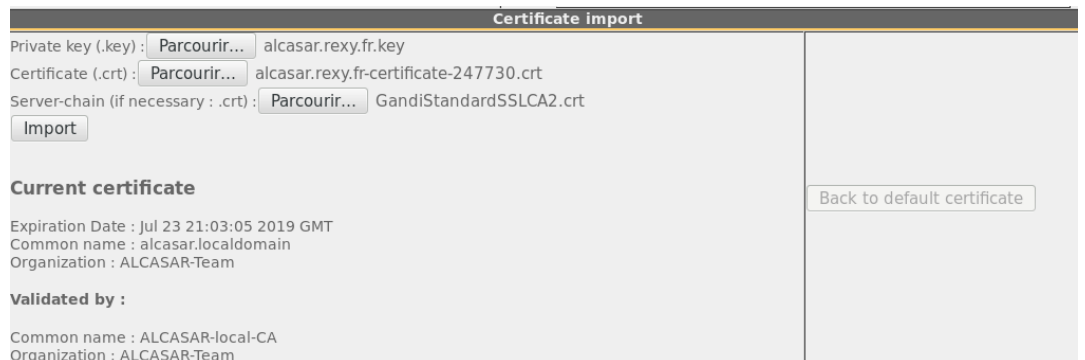 Certificate import
Private key (.key) : Parcourir... alcasar.rexy.fr.key
Certificate (.crt) : Parcourir... alcasar.rexy.fr-certificate-247730.crt
Server-chain (if necessary : .crt) : Parcourir... GandiStandardSSLCA2.crt
Import
Current certificate
Back to default certificate
Expiration Date : Jul 23 21:03:05 2019 GMT
Common name : alcasar.localdomain
Organization : ALCASAR-Team
Validated by :
Common name : ALCASAR-local-CA
Organization : ALCASAR-Team